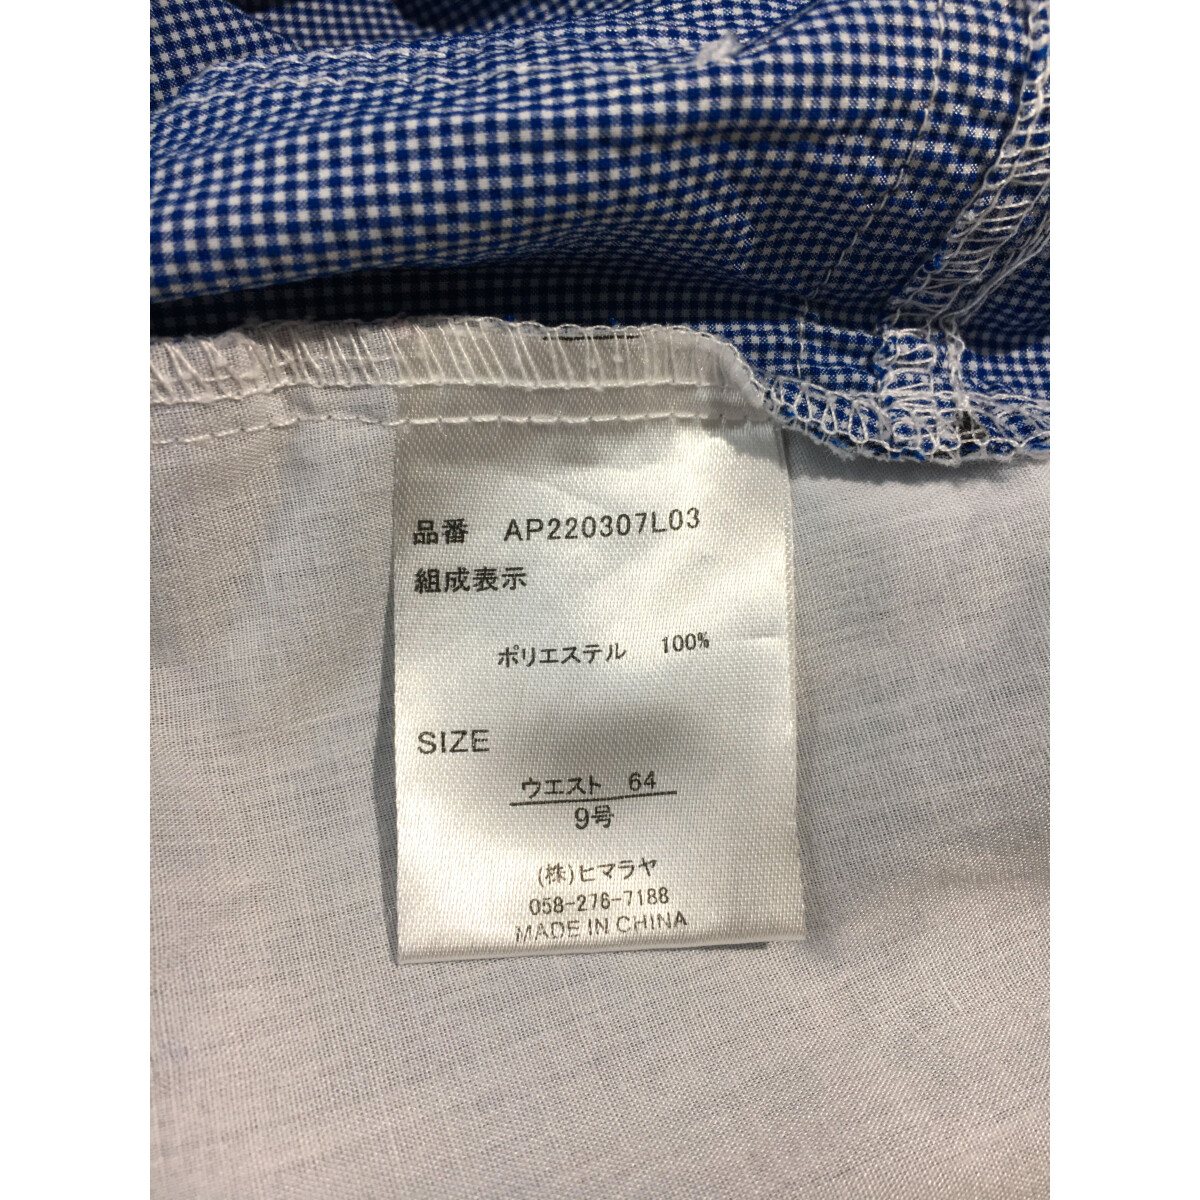 品番 AP220307L03
組成表示
ポリエステル 100%
SIZE
ウエスト 64
9号
(株)ヒマラヤ
058-276-7188
MADE IN CHINA